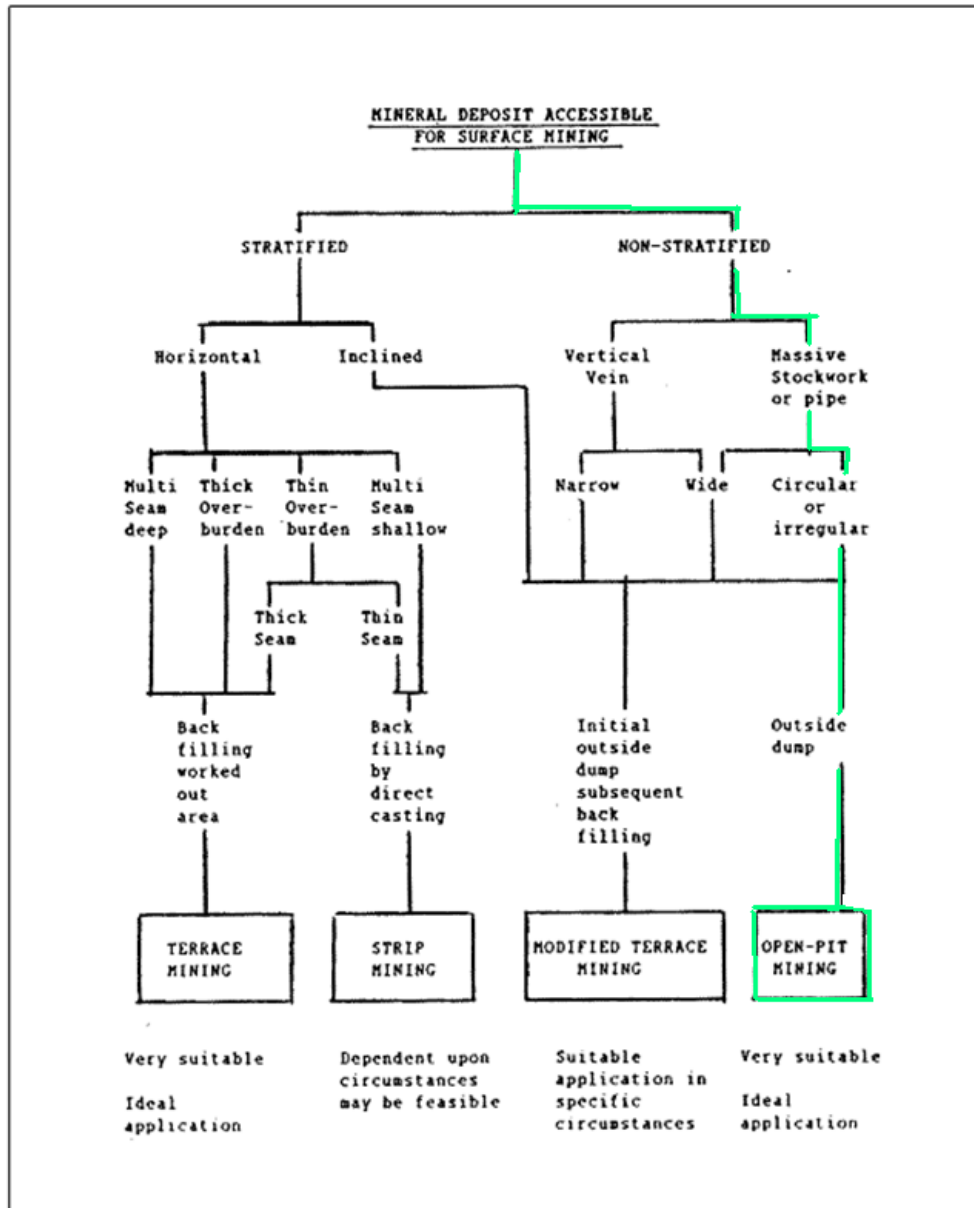 MINERAL DEPOSIT ACCESSIBLE
FOR SURFACE MINING
STRATIFIED
NON-STRATIFIED
Horizontal
Inclined
Vertical
Vein
Massive
Stockwork
or pipe
Multi
Seam
deep
Thick
Over-
burden
Thin
Over-
burden
Multi
Seam
shallow
Narrow
Wide
Circular
or
irregular
Thick
Seam
Thin
Seam
Back
filling
worked
out
area
Back
filling
by
direct
casting
Initial
outside
dump
subsequent
back
filling
Outside
dump
TERRACE
MINING
STRIP
MINING
MODIFIED TERRACE
MINING
OPEN-PIT
MINING
Very suitable
Ideal
application
Dependent upon
circumstances
may be feasible
Suitable
application in
specific
circumstances
Very suitable
Ideal
application